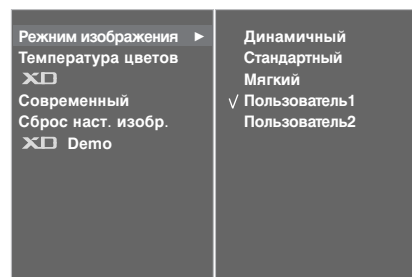 Режим изображения ►
Температура цветов
XD
Современный
Сброс наст. изобр.
XD Demo
Динамичный
Стандартный
Мягкий
√ Пользователь1
Пользователь2